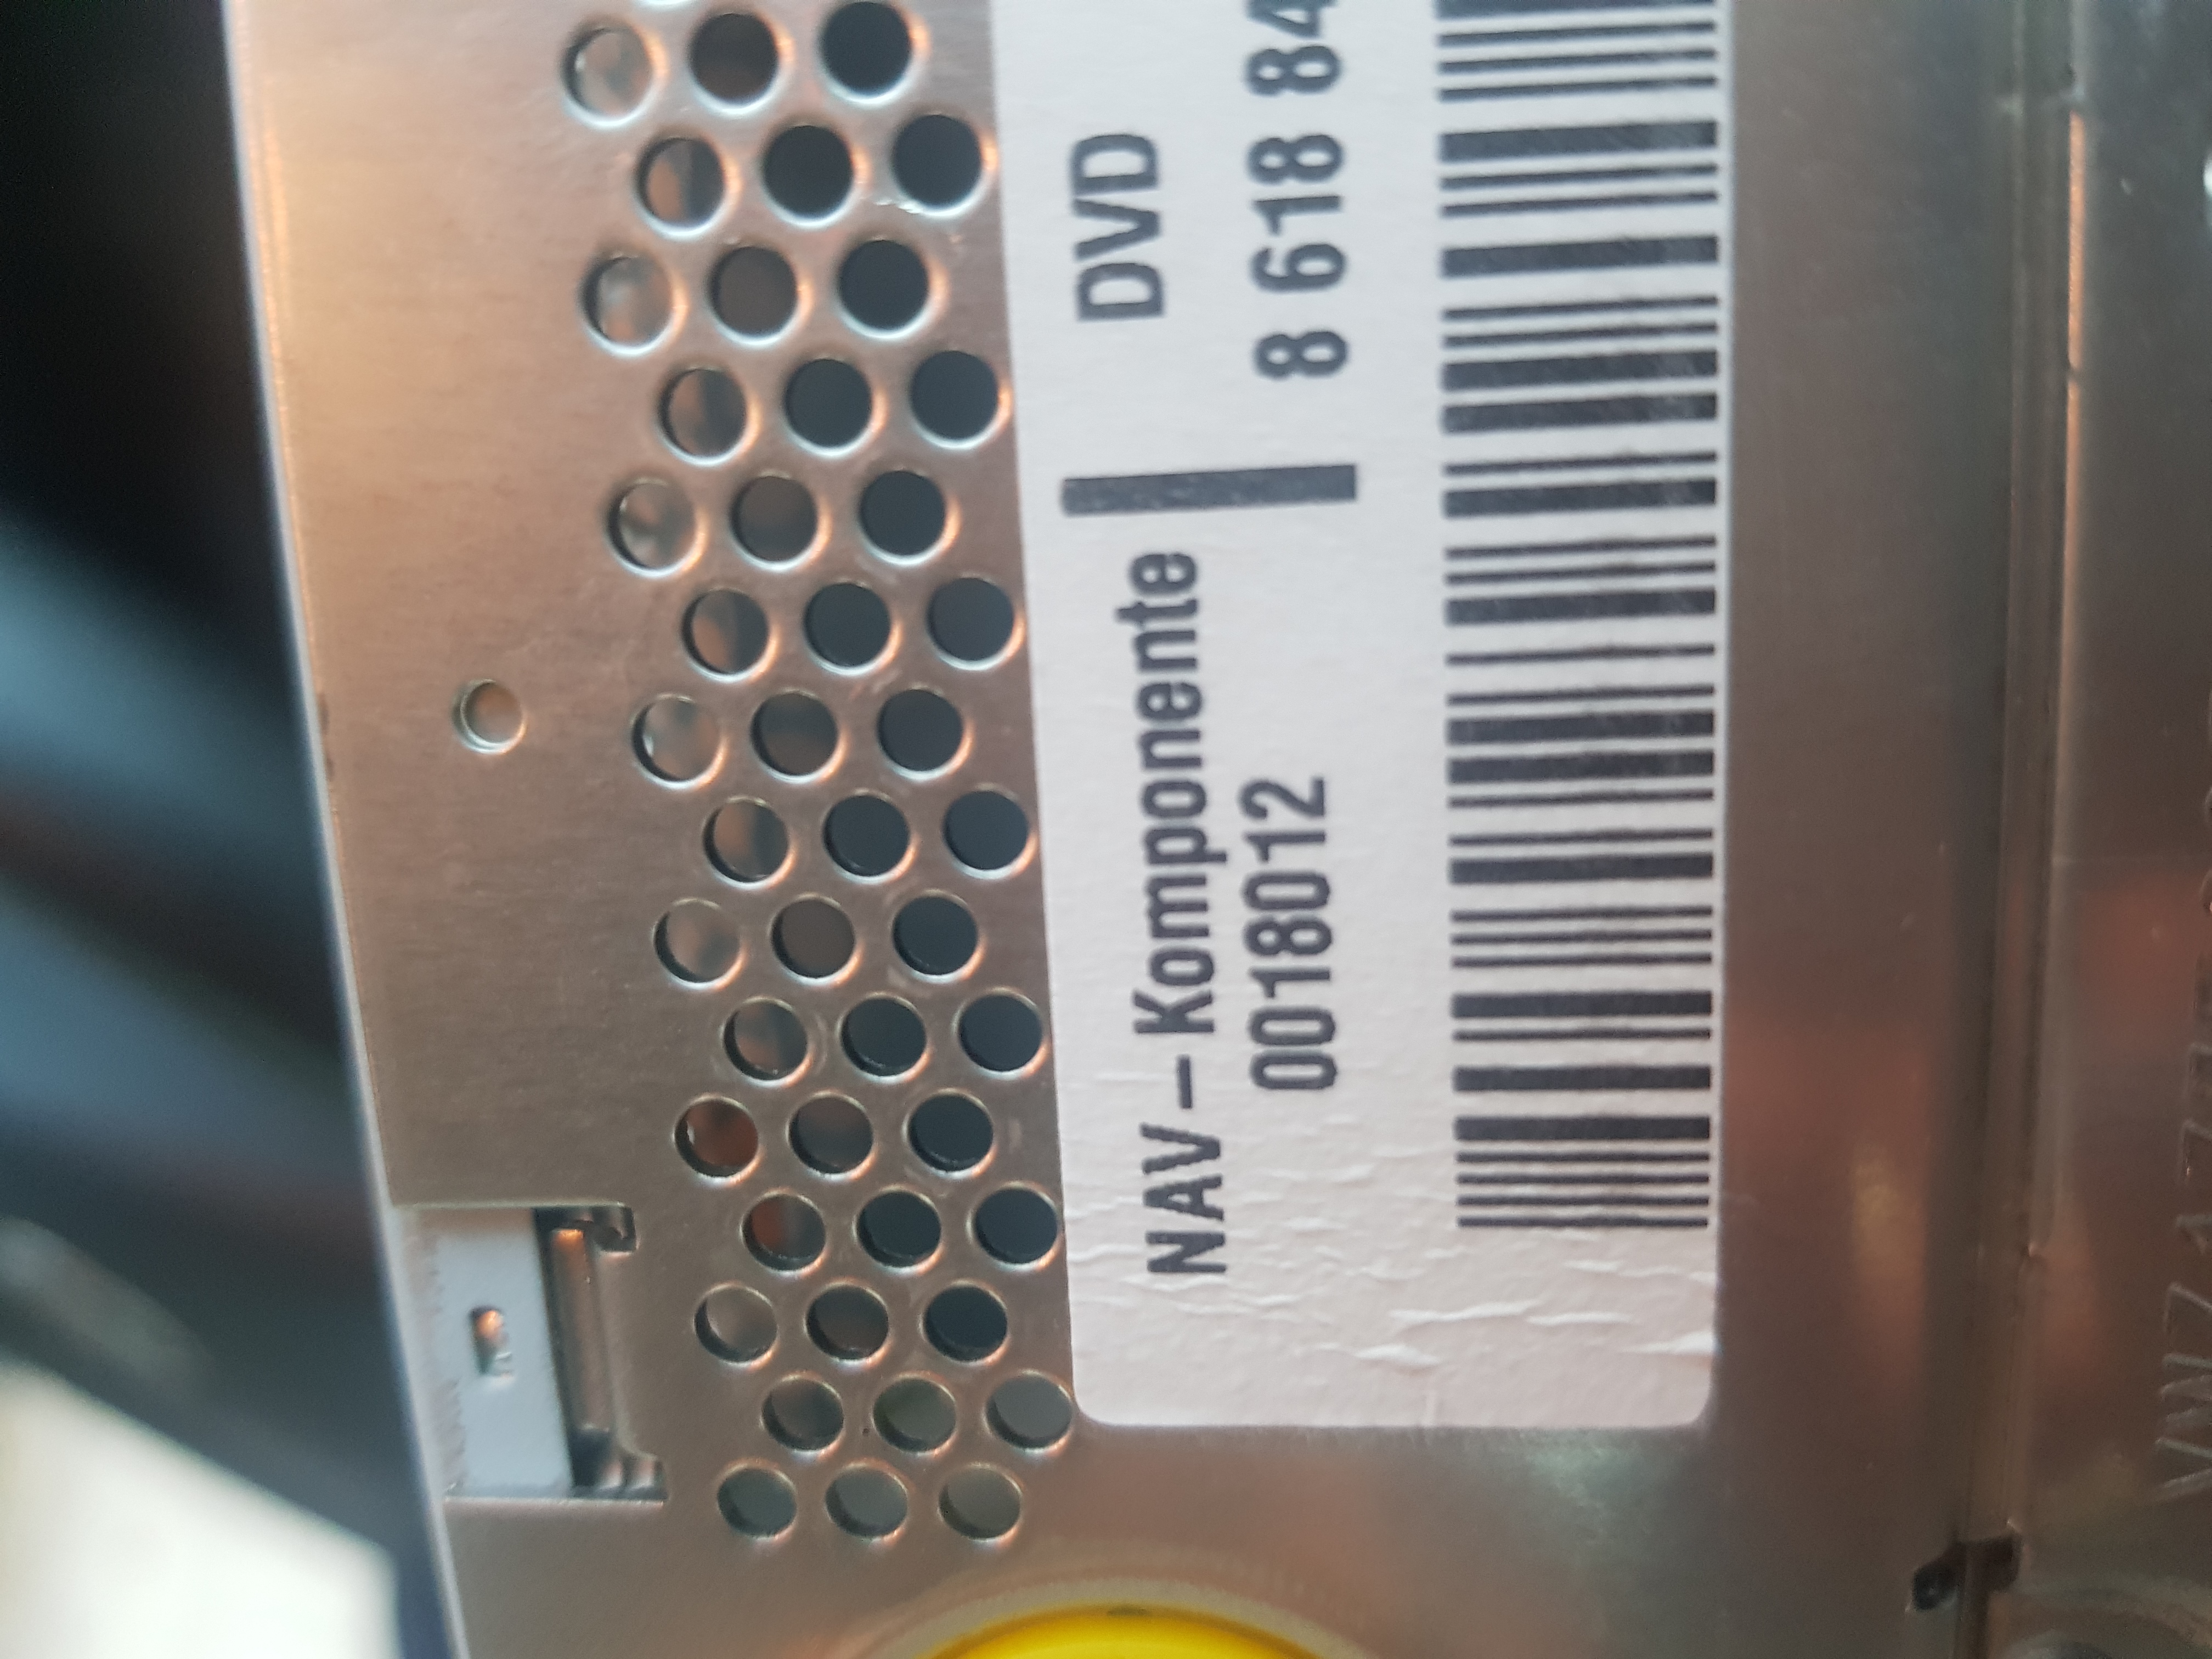 NAV – Komponente
0018012
DVD
8 618 84